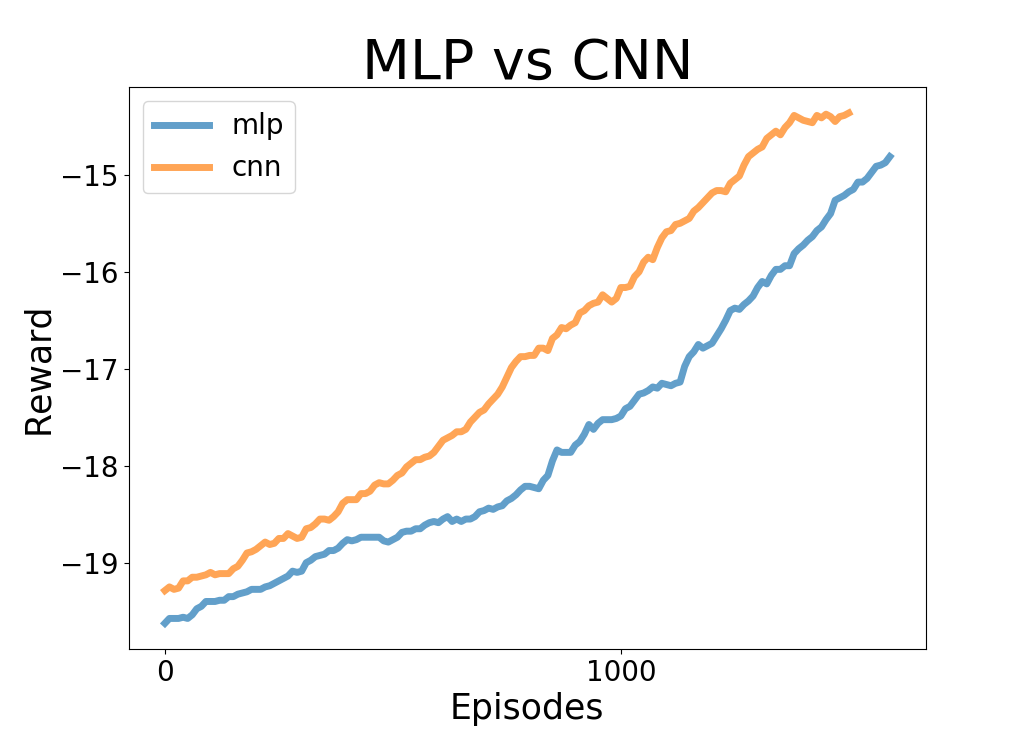 MLP vs CNN
mlp
cnn
−15
−16
−17
−18
−19
Reward
0 1000
Episodes